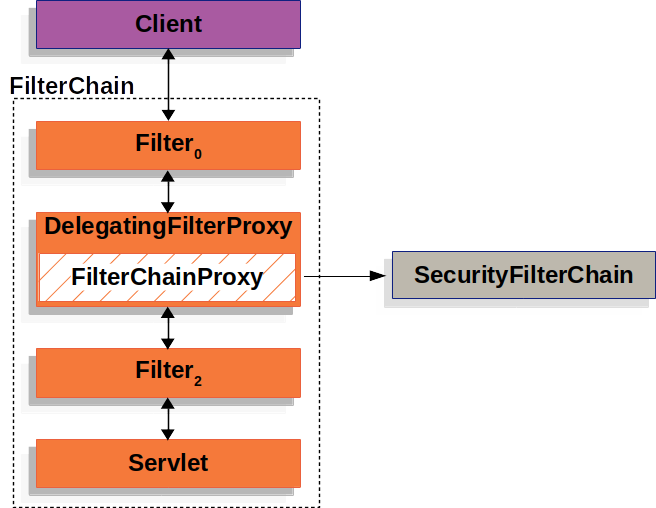 Client
FilterChain
Filter0
DelegatingFilterProxy
FilterChainProxy
SecurityFilterChain
Filter2
Servlet